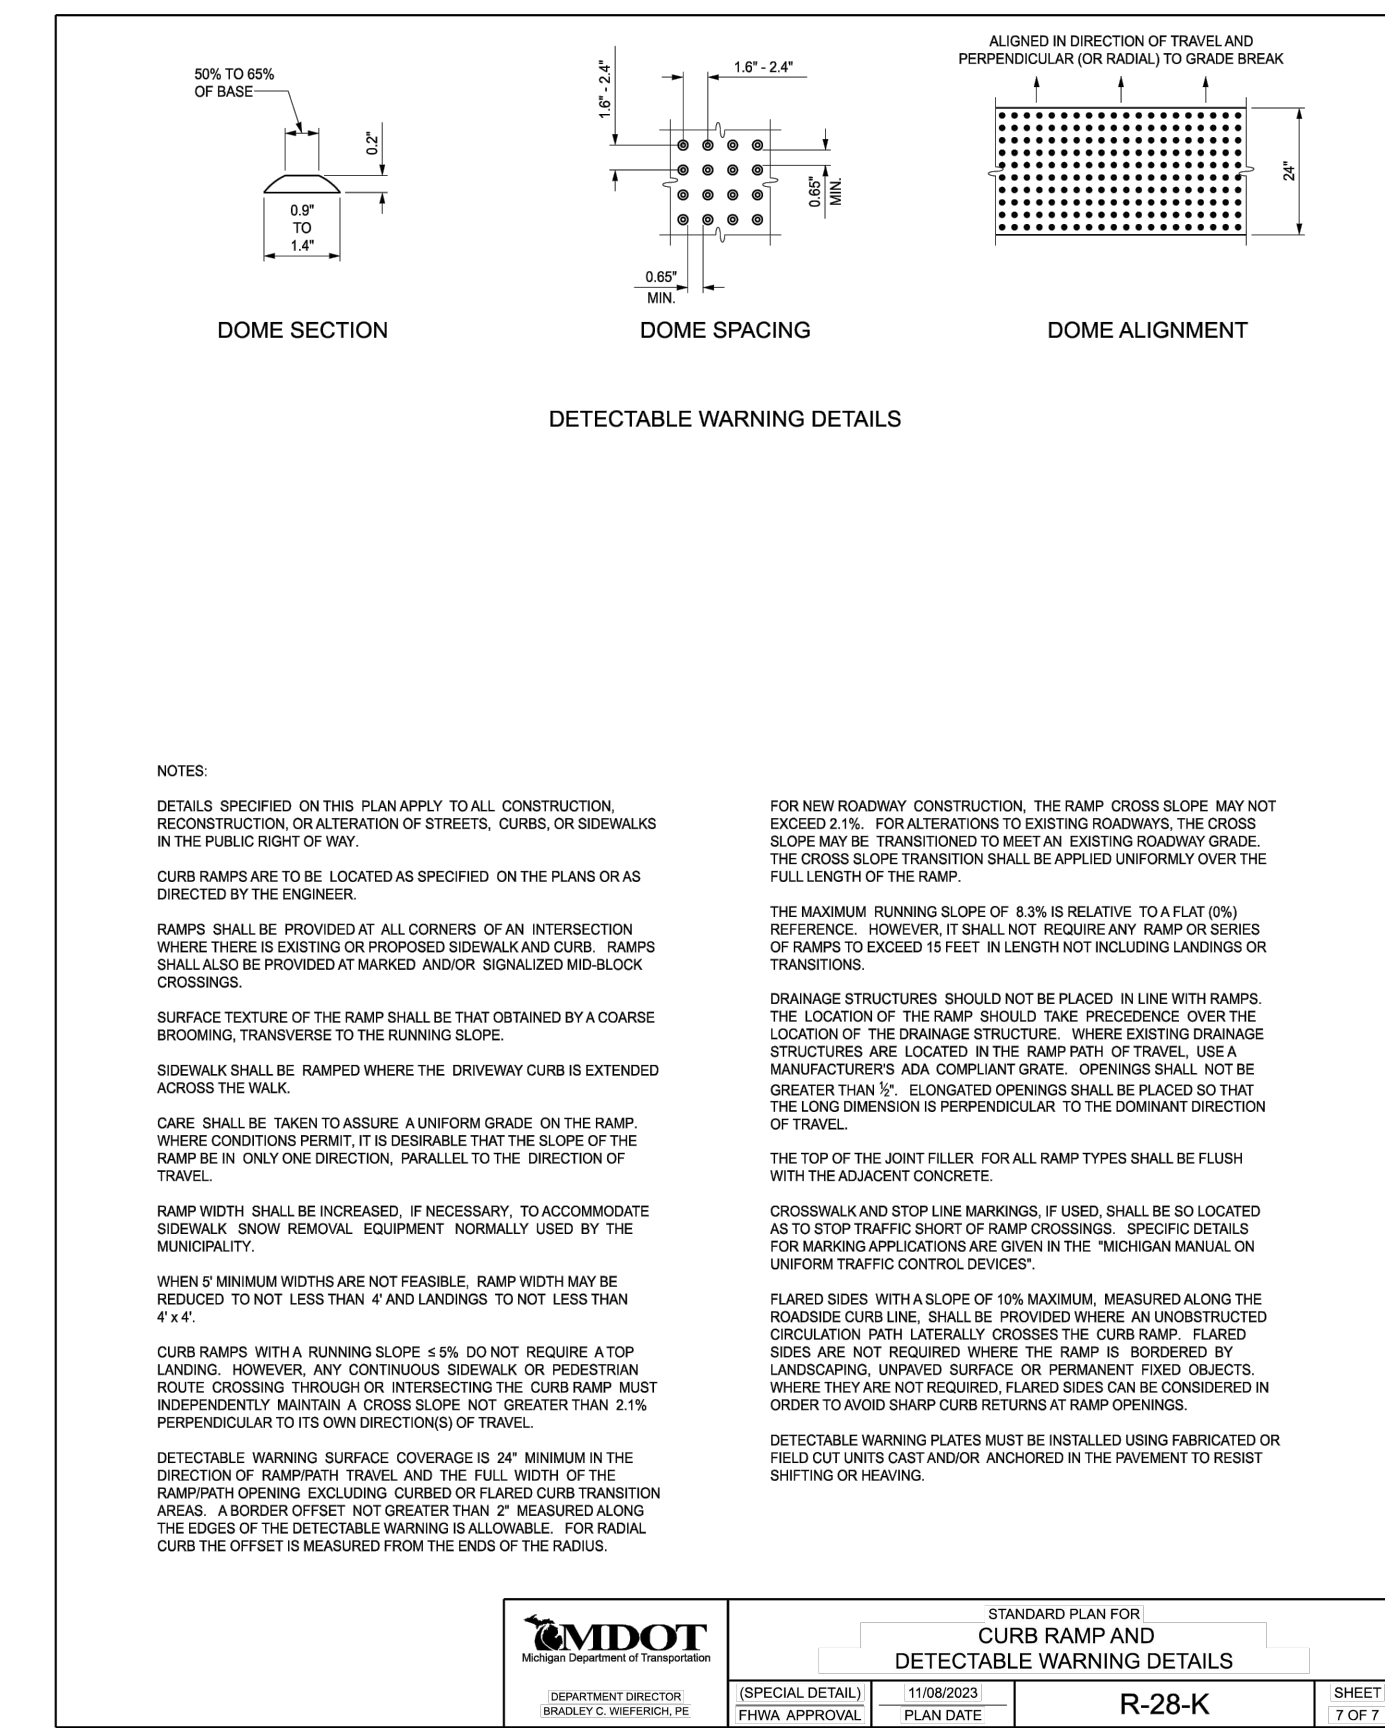 50% TO 65%
OF BASE
0.2"
0.9"
TO
1.4"
DOME SECTION
1.6" - 2.4"
1.6" - 2.4"
0.65"
MIN.
0.65"
MIN.
DOME SPACING
ALIGNED IN DIRECTION OF TRAVEL AND
PERPENDICULAR (OR RADIAL) TO GRADE BREAK
24"
DOME ALIGNMENT
DETECTABLE WARNING DETAILS
NOTES:
DETAILS SPECIFIED ON THIS PLAN APPLY TO ALL CONSTRUCTION,
RECONSTRUCTION, OR ALTERATION OF STREETS, CURBS, OR SIDEWALKS
IN THE PUBLIC RIGHT OF WAY.
CURB RAMPS ARE TO BE LOCATED AS SPECIFIED ON THE PLANS OR AS
DIRECTED BY THE ENGINEER.
RAMPS SHALL BE PROVIDED AT ALL CORNERS OF AN INTERSECTION
WHERE THERE IS EXISTING OR PROPOSED SIDEWALK AND CURB. RAMPS
SHALL ALSO BE PROVIDED AT MARKED AND/OR SIGNALIZED MID-BLOCK
CROSSINGS.
SURFACE TEXTURE OF THE RAMP SHALL BE THAT OBTAINED BY A COARSE
BROOMING, TRANSVERSE TO THE RUNNING SLOPE.
SIDEWALK SHALL BE RAMPED WHERE THE DRIVEWAY CURB IS EXTENDED
ACROSS THE WALK.
CARE SHALL BE TAKEN TO ASSURE A UNIFORM GRADE ON THE RAMP.
WHERE CONDITIONS PERMIT, IT IS DESIRABLE THAT THE SLOPE OF THE
RAMP BE IN ONLY ONE DIRECTION, PARALLEL TO THE DIRECTION OF
TRAVEL.
RAMP WIDTH SHALL BE INCREASED, IF NECESSARY, TO ACCOMMODATE
SIDEWALK SNOW REMOVAL EQUIPMENT NORMALLY USED BY THE
MUNICIPALITY.
WHEN 5' MINIMUM WIDTHS ARE NOT FEASIBLE, RAMP WIDTH MAY BE
REDUCED TO NOT LESS THAN 4' AND LANDINGS TO NOT LESS THAN
4' x 4'.
CURB RAMPS WITH A RUNNING SLOPE ≤ 5% DO NOT REQUIRE A TOP
LANDING. HOWEVER, ANY CONTINUOUS SIDEWALK OR PEDESTRIAN
ROUTE CROSSING THROUGH OR INTERSECTING THE CURB RAMP MUST
INDEPENDENTLY MAINTAIN A CROSS SLOPE NOT GREATER THAN 2.1%
PERPENDICULAR TO ITS OWN DIRECTION(S) OF TRAVEL.
DETECTABLE WARNING SURFACE COVERAGE IS 24" MINIMUM IN THE
DIRECTION OF RAMP/PATH TRAVEL AND THE FULL WIDTH OF THE
RAMP/PATH OPENING EXCLUDING CURBED OR FLARED CURB TRANSITION
AREAS. A BORDER OFFSET NOT GREATER THAN 2" MEASURED ALONG
THE EDGES OF THE DETECTABLE WARNING IS ALLOWABLE. FOR RADIAL
CURB THE OFFSET IS MEASURED FROM THE ENDS OF THE RADIUS.
FOR NEW ROADWAY CONSTRUCTION, THE RAMP CROSS SLOPE MAY NOT
EXCEED 2.1%. FOR ALTERATIONS TO EXISTING ROADWAYS, THE CROSS
SLOPE MAY BE TRANSITIONED TO MEET AN EXISTING ROADWAY GRADE.
THE CROSS SLOPE TRANSITION SHALL BE APPLIED UNIFORMLY OVER THE
FULL LENGTH OF THE RAMP.
THE MAXIMUM RUNNING SLOPE OF 8.3% IS RELATIVE TO A FLAT (0%)
REFERENCE. HOWEVER, IT SHALL NOT REQUIRE ANY RAMP OR SERIES
OF RAMPS TO EXCEED 15 FEET IN LENGTH NOT INCLUDING LANDINGS OR
TRANSITIONS.
DRAINAGE STRUCTURES SHOULD NOT BE PLACED IN LINE WITH RAMPS.
THE LOCATION OF THE RAMP SHOULD TAKE PRECEDENCE OVER THE
LOCATION OF THE DRAINAGE STRUCTURE. WHERE EXISTING DRAINAGE
STRUCTURES ARE LOCATED IN THE RAMP PATH OF TRAVEL, USE A
MANUFACTURER'S ADA COMPLIANT GRATE. OPENINGS SHALL NOT BE
GREATER THAN ½". ELONGATED OPENINGS SHALL BE PLACED SO THAT
THE LONG DIMENSION IS PERPENDICULAR TO THE DOMINANT DIRECTION
OF TRAVEL.
THE TOP OF THE JOINT FILLER FOR ALL RAMP TYPES SHALL BE FLUSH
WITH THE ADJACENT CONCRETE.
CROSSWALK AND STOP LINE MARKINGS, IF USED, SHALL BE SO LOCATED
AS TO STOP TRAFFIC SHORT OF RAMP CROSSINGS. SPECIFIC DETAILS
FOR MARKING APPLICATIONS ARE GIVEN IN THE "MICHIGAN MANUAL ON
UNIFORM TRAFFIC CONTROL DEVICES".
FLARED SIDES WITH A SLOPE OF 10% MAXIMUM, MEASURED ALONG THE
ROADSIDE CURB LINE, SHALL BE PROVIDED WHERE AN UNOBSTRUCTED
CIRCULATION PATH LATERALLY CROSSES THE CURB RAMP. FLARED
SIDES ARE NOT REQUIRED WHERE THE RAMP IS BORDERED BY
LANDSCAPING, UNPAVED SURFACE OR PERMANENT FIXED OBJECTS.
WHERE THEY ARE NOT REQUIRED, FLARED SIDES CAN BE CONSIDERED IN
ORDER TO AVOID SHARP CURB RETURNS AT RAMP OPENINGS.
DETECTABLE WARNING PLATES MUST BE INSTALLED USING FABRICATED OR
FIELD CUT UNITS CAST AND/OR ANCHORED IN THE PAVEMENT TO RESIST
SHIFTING OR HEAVING.
MDOT
Michigan Department of Transportation
DEPARTMENT DIRECTOR
BRADLEY C. WIEFERICH, PE
STANDARD PLAN FOR
CURB RAMP AND
DETECTABLE WARNING DETAILS
(SPECIAL DETAIL)
FHWA APPROVAL
11/08/2023
PLAN DATE
R-28-K
SHEET
7 OF 7